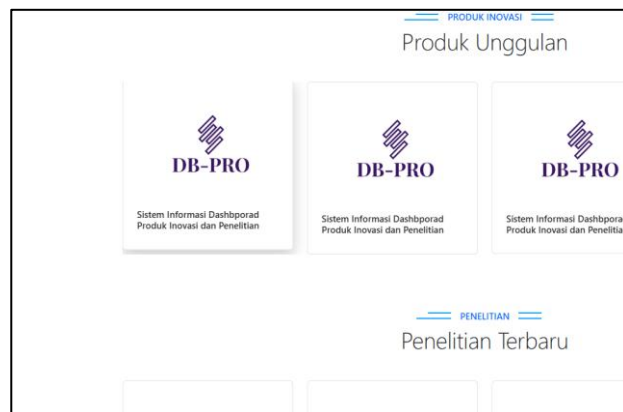 PRODUK INOVASI
Produk Unggulan
DB-PRO
Sistem Informasi Dashbporad
Produk Inovasi dan Penelitian
DB-PRO
Sistem Informasi Dashbporad
Produk Inovasi dan Penelitian
DB-PRO
Sistem Informasi Dashbpora
Produk Inovasi dan Penelitia
PENELITIAN
Penelitian Terbaru